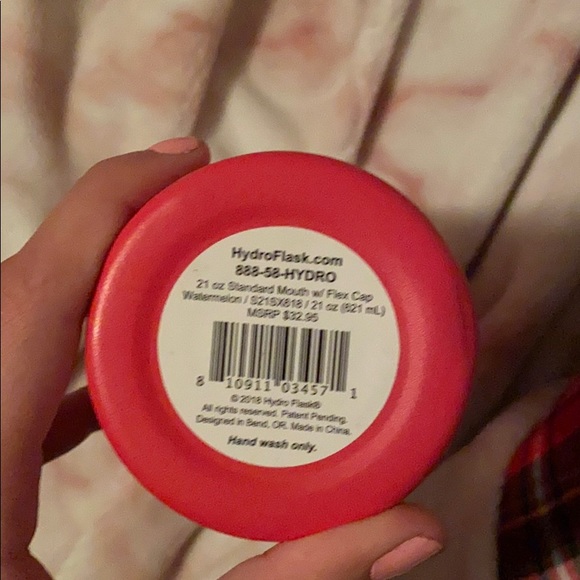 HydroFlask.com
888-58-HYDRO
21 oz Standard Mouth w/ Flex Cap
Watermelon / S21SX818 / 21 oz (621 mL)
MSRP $32.95
8 10911 03457 1
© 2018 Hydro Flask®
All rights reserved. Patent Pending.
Designed in Bend, OR. Made in China.
Hand wash only.